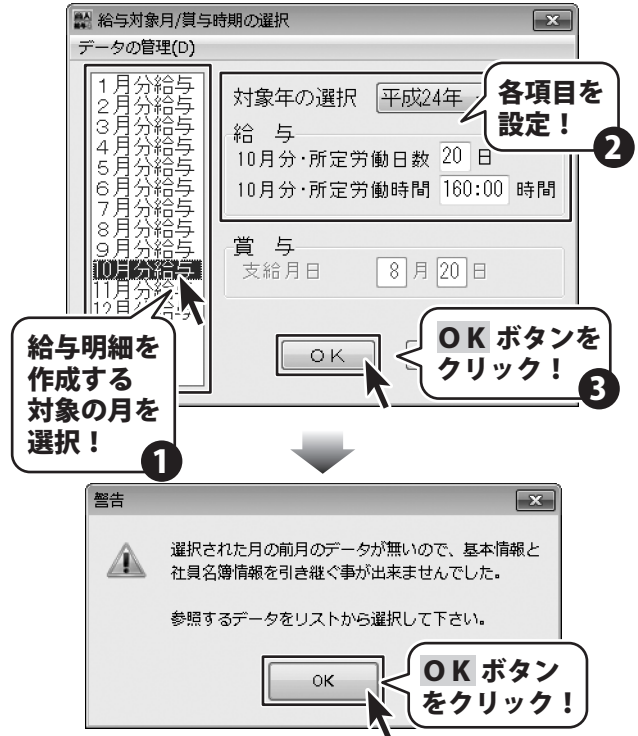 給与対象月/賞与時期の選択
データの管理(D)
1月分給与
2月分給与
3月分給与
4月分給与
5月分給与
6月分給与
7月分給与
8月分給与
9月分給与
10月分給与
11月分給
12月分
対象年の選択 平成24年
給 与
10月分・所定労働日数 20 日
10月分・所定労働時間 160:00 時間
賞 与
支給月日 8 月 20 日
OK
各項目を
設定!
2
給与明細を
作成する
対象の月を
選択!
1
OK ボタンを
クリック!
3
警告
選択された月の前月のデータが無いので、基本情報と
社員名簿情報を引き継ぐ事が出来ませんでした。
参照するデータをリストから選択して下さい。
OK
OK ボタン
をクリック!